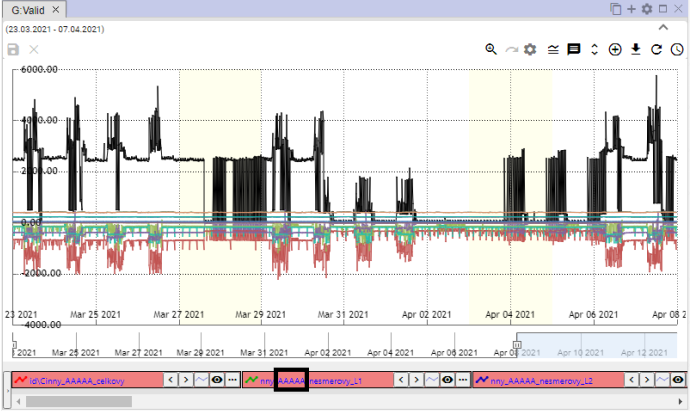 G:Valid
(23.03.2021 - 07.04.2021)
6000.00
4000.00
2000.00
0.00
-2000.00
-4000.00
23 2021 Mar 25 2021 Mar 27 2021 Mar 29 2021 Mar 31 2021 Apr 02 2021 Apr 04 2021 Apr 06 2021 Apr 08 2
2021 Mar 25 2021 Mar 27 2021 Mar 29 2021 Mar 31 2021 Apr 02 2021 Apr 04 2021 Apr 06 2021 Apr 08 2021 Apr 10 2021 Apr 12 2021
id\Cinny_AAAAA_celkovy nny_AAAAA_nesmerovy_L1 nny_AAAAA_nesmerovy_L2